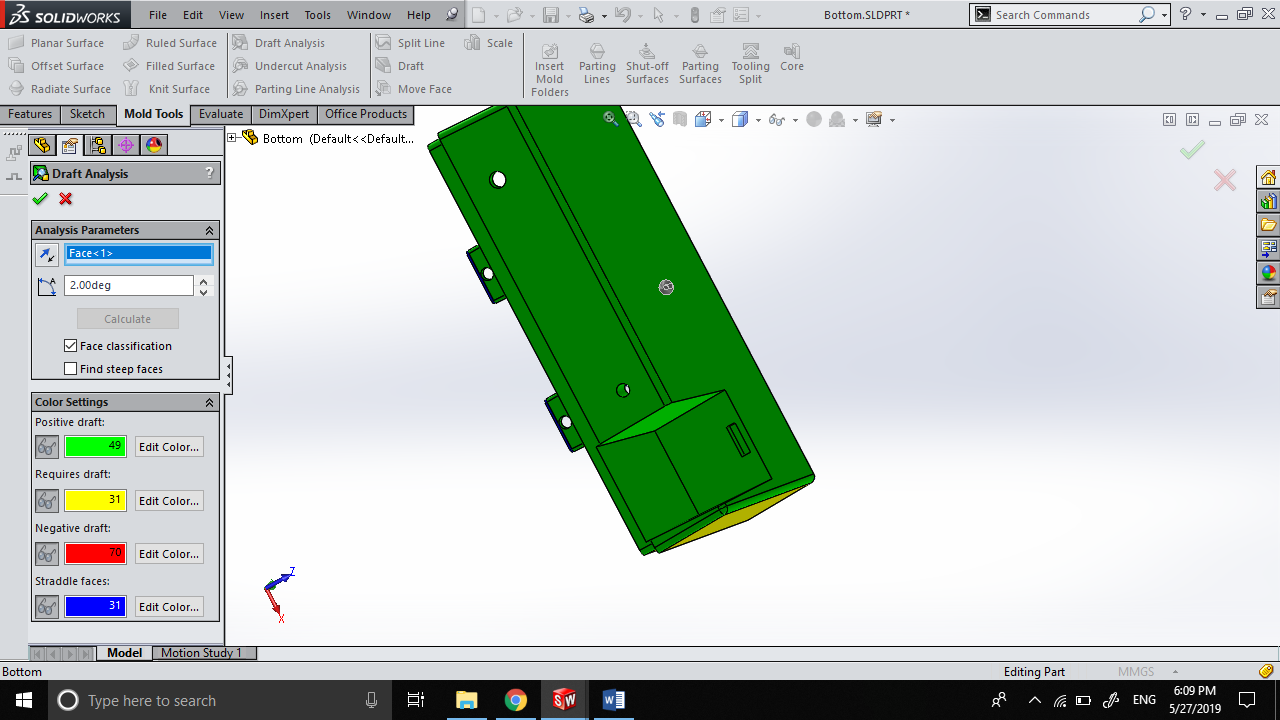 SOLIDWORKS File Edit View Insert Tools Window Help Bottom.SLDPRT * Search Commands ?
Planar Surface Ruled Surface Draft Analysis Split Line Scale
Offset Surface Filled Surface Undercut Analysis Draft
Radiate Surface Knit Surface Parting Line Analysis Move Face
Insert Mold Folders
Parting Lines
Shut-off Surfaces
Parting Surfaces
Tooling Split
Core
Features Sketch Mold Tools Evaluate DimXpert Office Products
Bottom (Default<<Default...
Draft Analysis ?
Analysis Parameters
Face<1>
2.00deg
Calculate
Face classification
Find steep faces
Color Settings
Positive draft:
49 Edit Color...
Requires draft:
31 Edit Color...
Negative draft:
70 Edit Color...
Straddle faces:
31 Edit Color...
Z
X
Model Motion Study 1
Bottom Editing Part MMGS
Type here to search
ENG
6:09 PM
5/27/2019